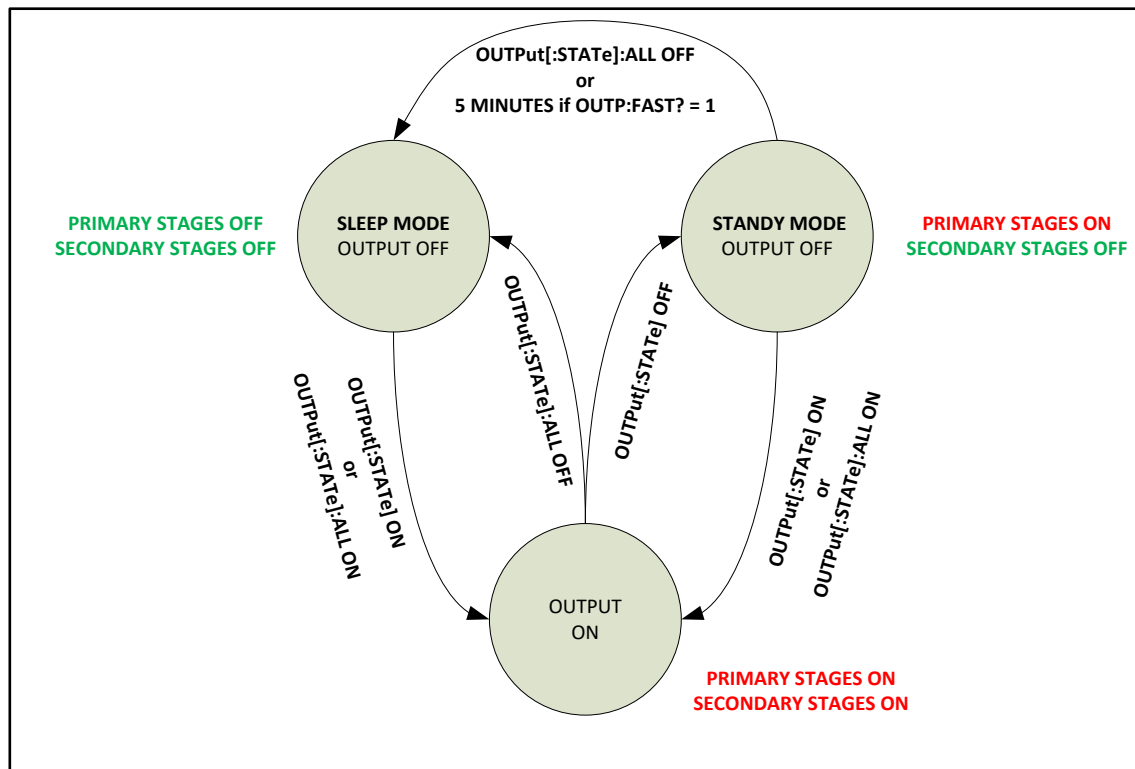 OUTPut[:STATe]:ALL OFF
or
5 MINUTES if OUTP:FAST? = 1
PRIMARY STAGES OFF
SECONDARY STAGES OFF
SLEEP MODE
OUTPUT OFF
STANDY MODE
OUTPUT OFF
PRIMARY STAGES ON
SECONDARY STAGES OFF
OUTPut[:STATe] ON
or
OUTPut[:STATe]:ALL ON
OUTPut[:STATe]:ALL OFF
OUTPut[:STATe] OFF
OUTPut[:STATe] ON
or
OUTPut[:STATe]:ALL ON
OUTPUT
ON
PRIMARY STAGES ON
SECONDARY STAGES ON